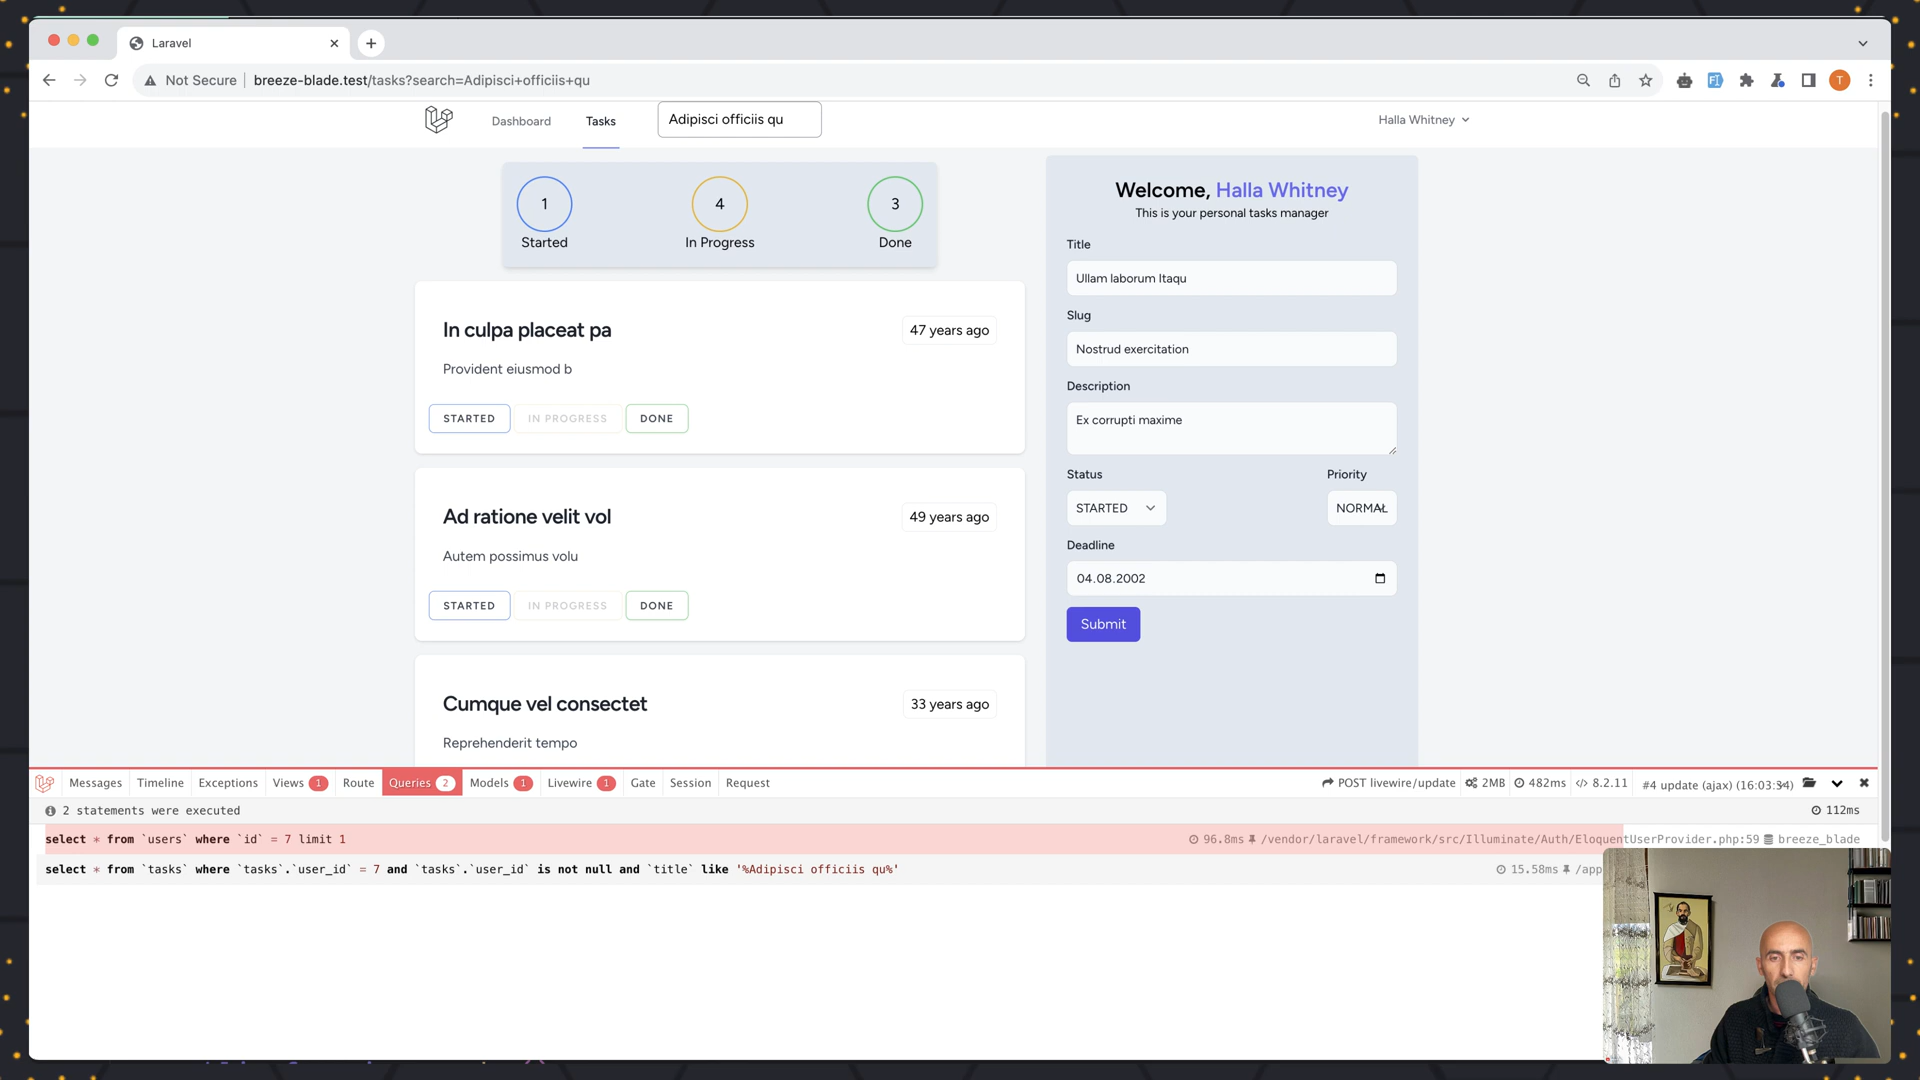 Laravel
Not Secure
breeze-blade.test/tasks?search=Adipisci+officiis+qu
T
Dashboard
Tasks
Adipisci officiis qu
Halla Whitney
1
Started
4
In Progress
3
Done
In culpa placeat pa
47 years ago
Provident eiusmod b
STARTED
IN PROGRESS
DONE
Ad ratione velit vol
49 years ago
Autem possimus volu
STARTED
IN PROGRESS
DONE
Cumque vel consectet
33 years ago
Reprehenderit tempo
Welcome, Halla Whitney
This is your personal tasks manager
Title
Ullam laborum Itaqu
Slug
Nostrud exercitation
Description
Ex corrupti maxime
Status
Priority
STARTED
NORMAL
Deadline
04.08.2002
Submit
Messages Timeline Exceptions Views 1 Route Queries 2 Models 1 Livewire 1 Gate Session Request
POST livewire/update 2MB 482ms 8.2.11 #4 update (ajax) (16:03:34)
2 statements were executed
112ms
select * from `users` where `id` = 7 limit 1
96.8ms /vendor/laravel/framework/src/Illuminate/Auth/EloquentUserProvider.php:59 breeze_blade
select * from `tasks` where `tasks`.`user_id` = 7 and `tasks`.`user_id` is not null and `title` like '%Adipisci officiis qu%'
15.58ms /app